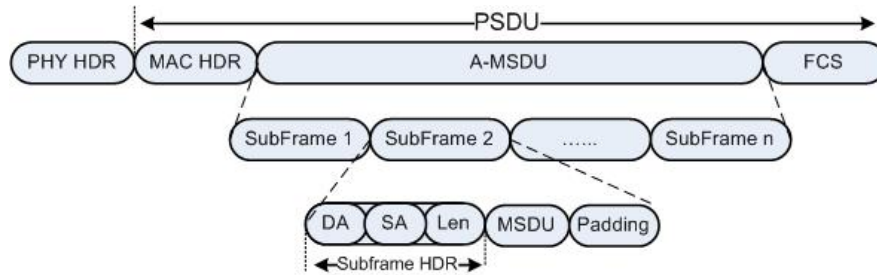 PSDU
PHY HDR MAC HDR A-MSDU FCS
SubFrame 1 SubFrame 2 ...... SubFrame n
DA SA Len MSDU Padding
Subframe HDR